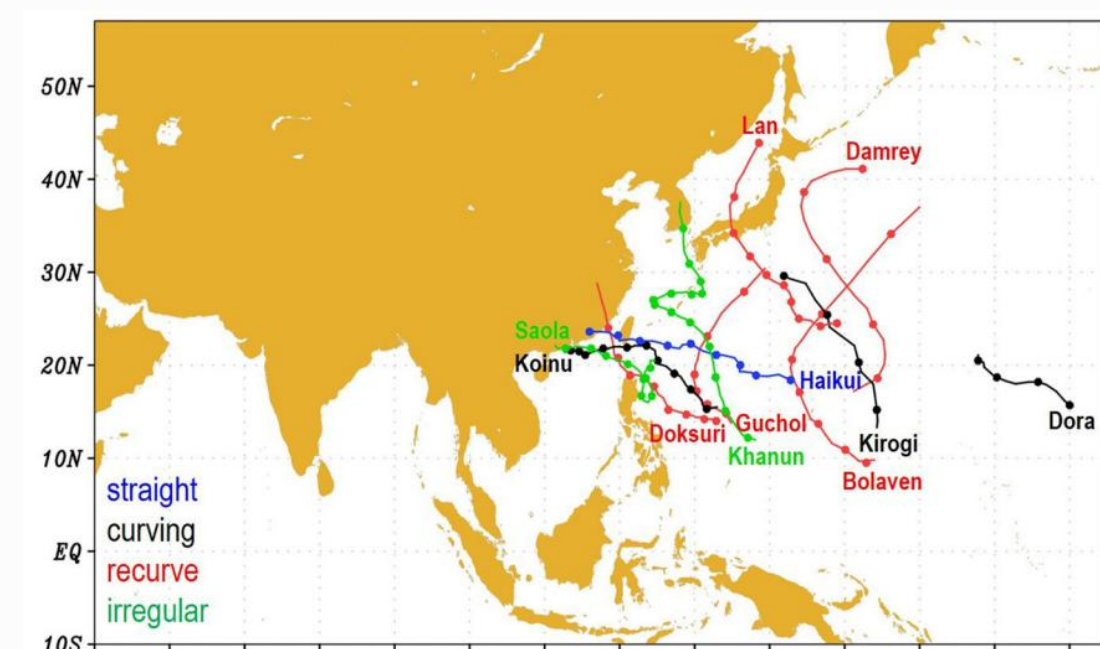 50N
40N
30N
20N
10N
EQ
10S
Lan
Damrey
Saola
Koinu
Haikui
Dora
Doksuri
Guchol
Khanun
Kirogi
Bolaven
straight
curving
recurve
irregular